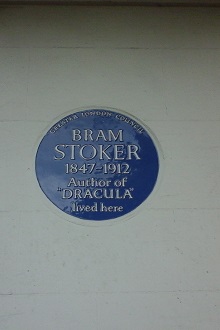 GREATER LONDON COUNCIL
BRAM
STOKER
1847-1912
Author of
"DRACULA"
lived here